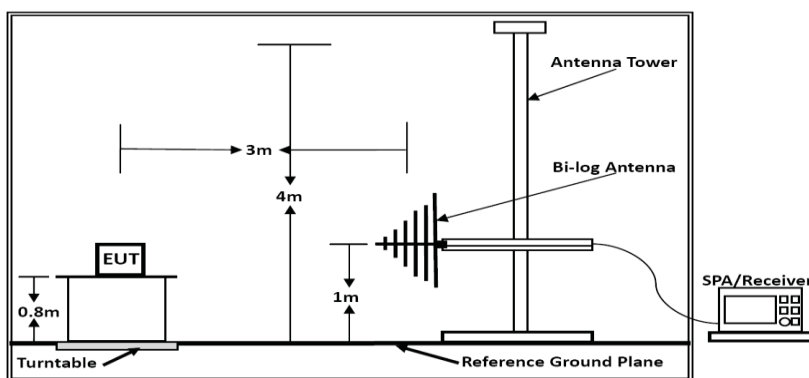 Antenna Tower
3m
Bi-log Antenna
4m
EUT
SPA/Receiver
0.8m
1m
Turntable
Reference Ground Plane